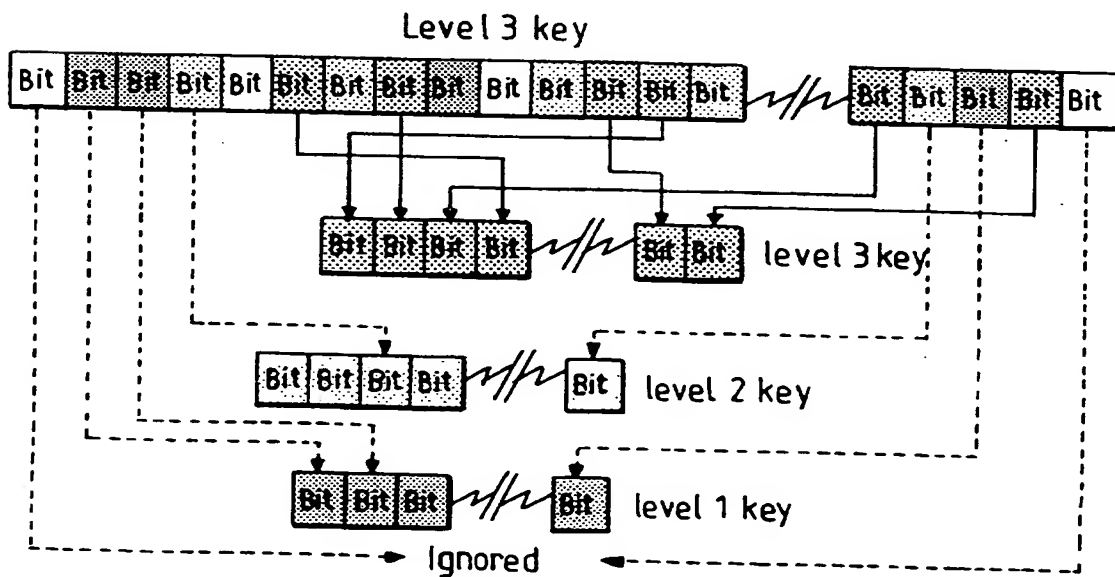 Level 3 key
Bit Bit Bit Bit Bit Bit Bit Bit Bit Bit Bit Bit Bit Bit Bit Bit Bit Bit Bit
Bit Bit Bit Bit Bit Bit level 3 key
Bit Bit Bit Bit Bit level 2 key
Bit Bit Bit Bit level 1 key
Ignored